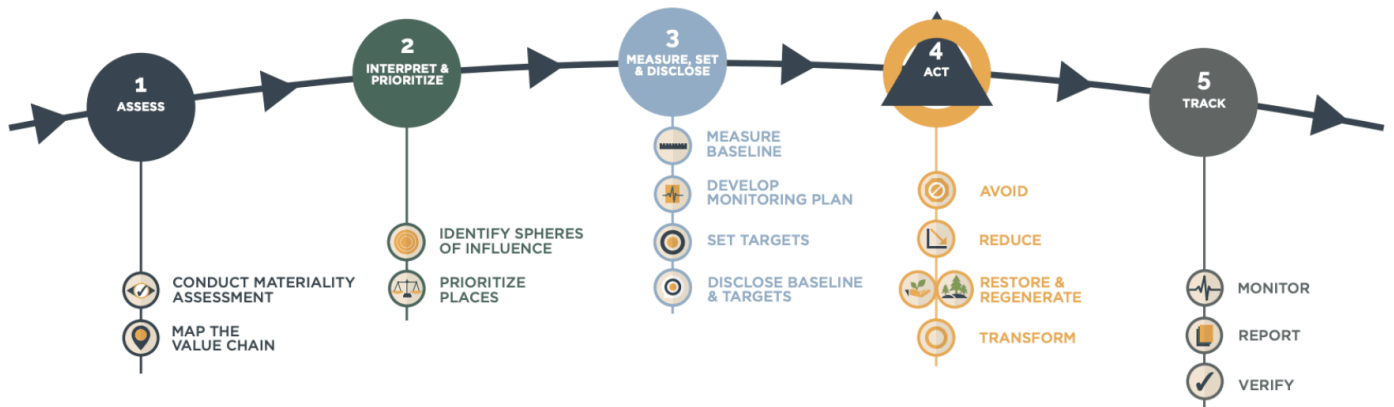 1
ASSESS
CONDUCT MATERIALITY
ASSESSMENT
MAP THE
VALUE CHAIN
2
INTERPRET &
PRIORITIZE
IDENTIFY SPHERES
OF INFLUENCE
PRIORITIZE
PLACES
3
MEASURE, SET
& DISCLOSE
MEASURE
BASELINE
DEVELOP
MONITORING PLAN
SET TARGETS
DISCLOSE BASELINE
& TARGETS
4
ACT
AVOID
REDUCE
RESTORE &
REGENERATE
TRANSFORM
5
TRACK
MONITOR
REPORT
VERIFY